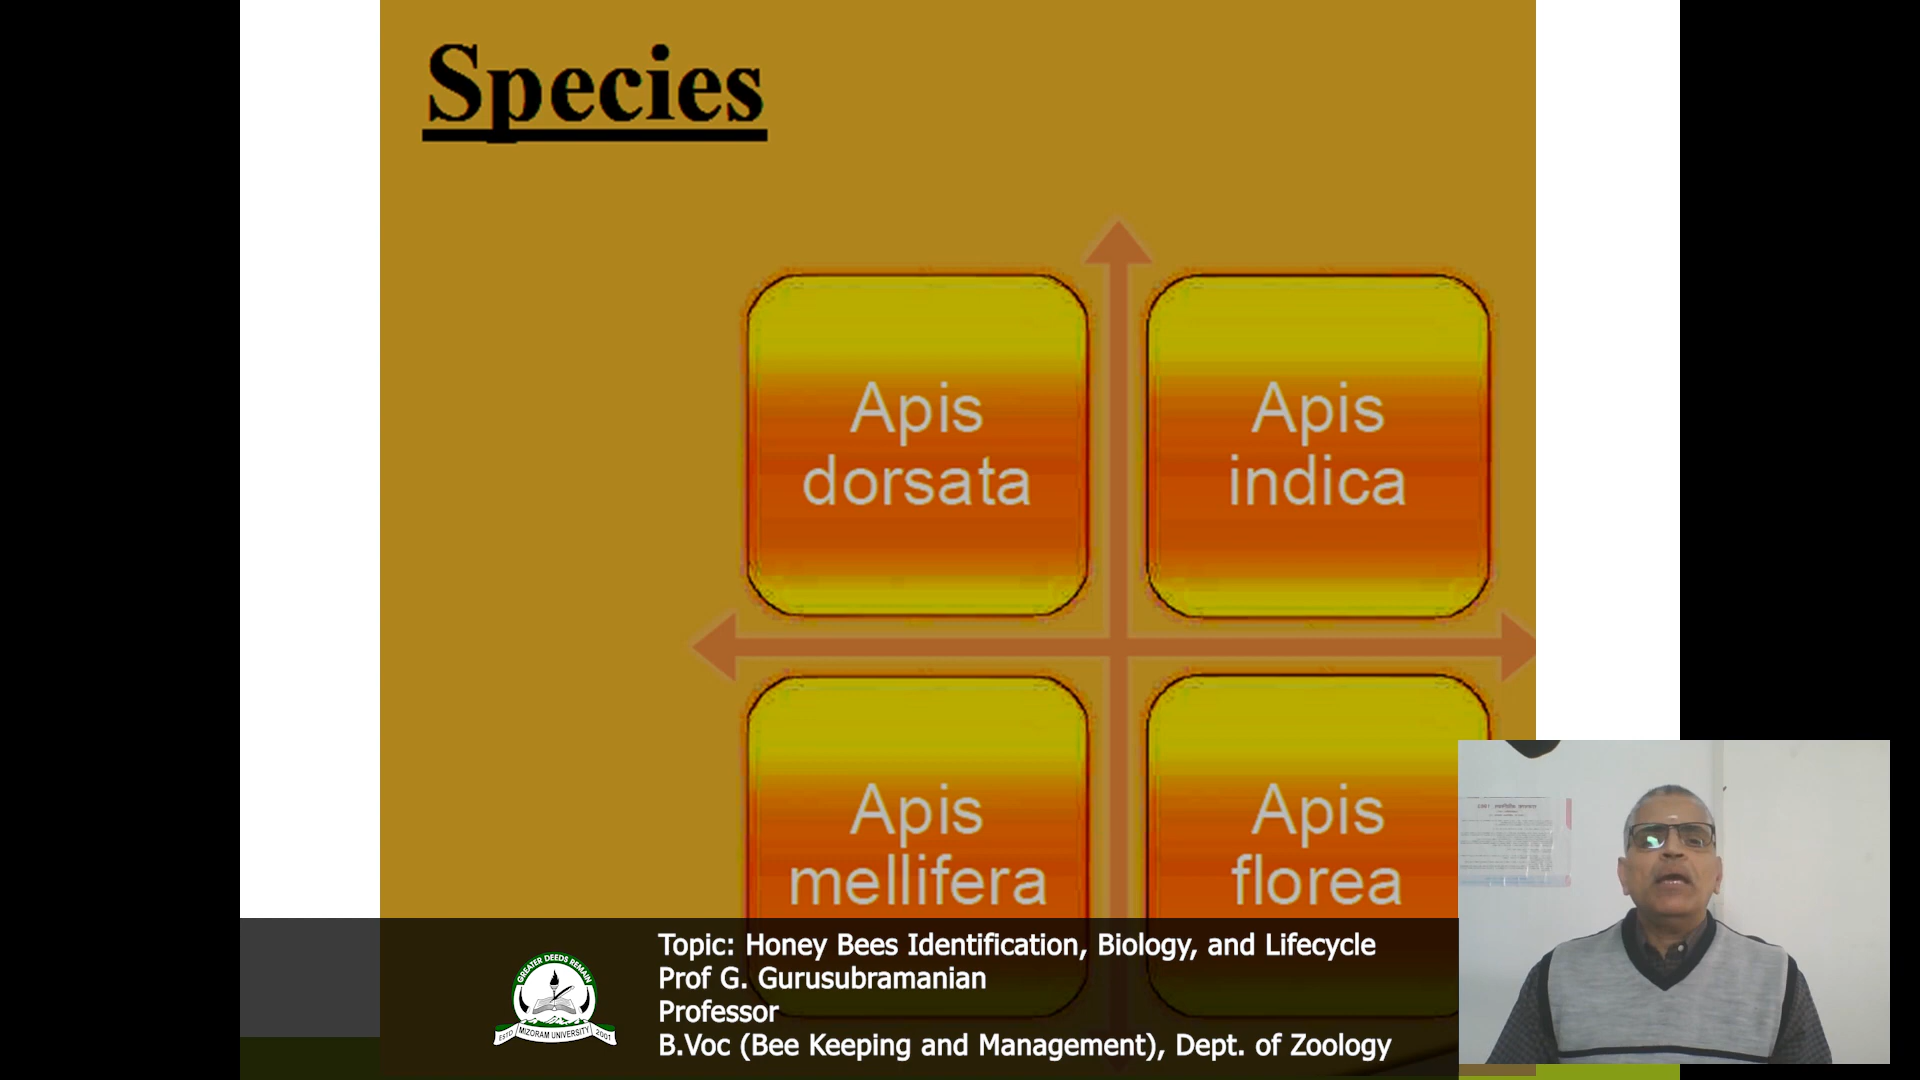 Species
Apis
dorsata
Apis
indica
Apis
mellifera
Apis
florea
Topic: Honey Bees Identification, Biology, and Lifecycle
Prof G. Gurusubramanian
Professor
B.Voc (Bee Keeping and Management), Dept. of Zoology
GREATER DEEDS REMAIN
ESTD MIZORAM UNIVERSITY 2001